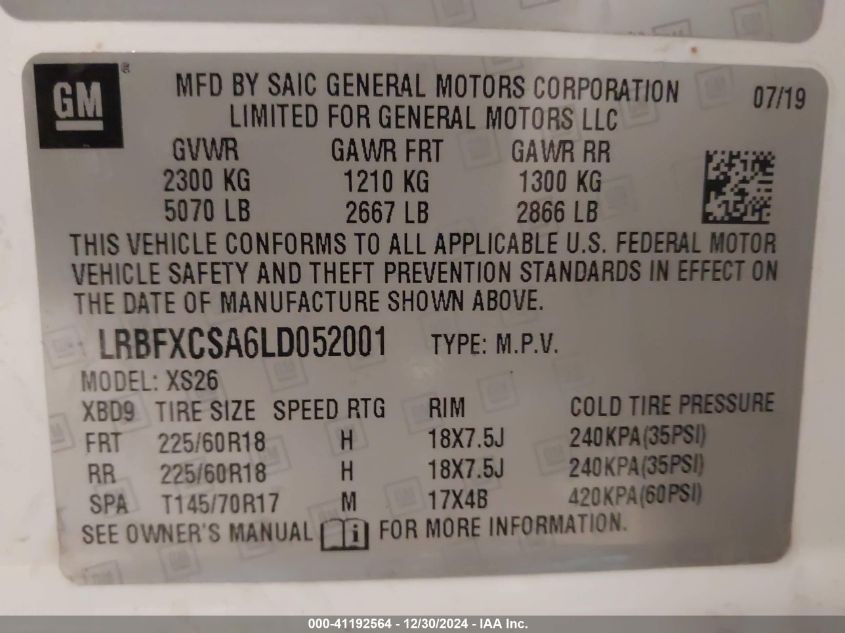 GM
MFD BY SAIC GENERAL MOTORS CORPORATION
LIMITED FOR GENERAL MOTORS LLC
07/19
GVWR GAWR FRT GAWR RR
2300 KG 1210 KG 1300 KG
5070 LB 2667 LB 2866 LB
THIS VEHICLE CONFORMS TO ALL APPLICABLE U.S. FEDERAL MOTOR
VEHICLE SAFETY AND THEFT PREVENTION STANDARDS IN EFFECT ON
THE DATE OF MANUFACTURE SHOWN ABOVE.
LRBFXCSA6LD052001 TYPE: M.P.V.
MODEL: XS26
XBD9 TIRE SIZE SPEED RTG RIM COLD TIRE PRESSURE
FRT 225/60R18 H 18X7.5J 240KPA(35PSI)
RR 225/60R18 H 18X7.5J 240KPA(35PSI)
SPA T145/70R17 M 17X4B 420KPA(60PSI)
SEE OWNER'S MANUAL FOR MORE INFORMATION.
000-41192564 - 12/30/2024 - IAA Inc.